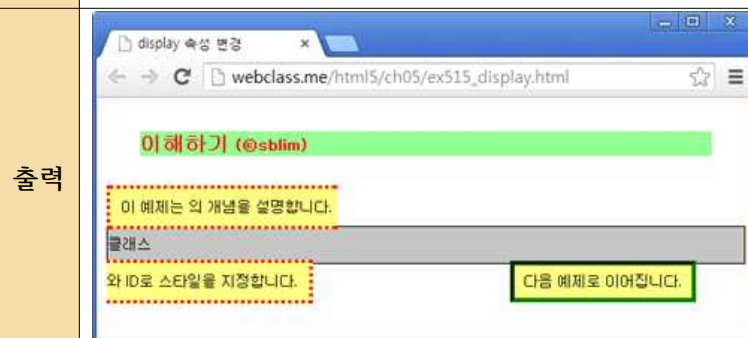 display 속성 변경
webclass.me/html5/ch05/ex515_display.html
출력
이해하기 (©sblim)
이 예제는 의 개념을 설명합니다.
클래스
와 ID로 스타일을 지정합니다.
다음 예제로 이어집니다.